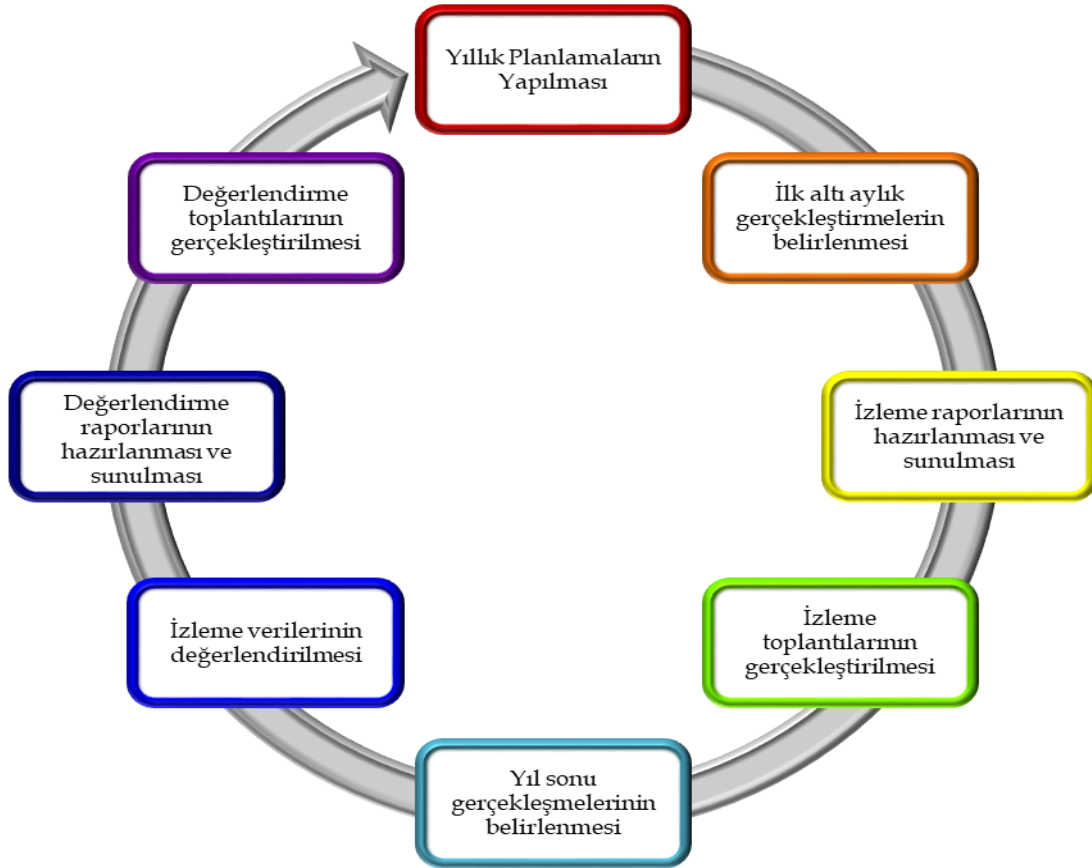 Yıllık Planlamaların
Yapılması
İlk altı aylık
gerçekleştirmelerin
belirlenmesi
İzleme raporlarının
hazırlanması ve
sunulması
İzleme
toplantılarının
gerçekleştirilmesi
Yıl sonu
gerçekleşmelerinin
belirlenmesi
İzleme verilerinin
değerlendirilmesi
Değerlendirme
raporlarının
hazırlanması ve
sunulması
Değerlendirme
toplantılarının
gerçekleştirilmesi